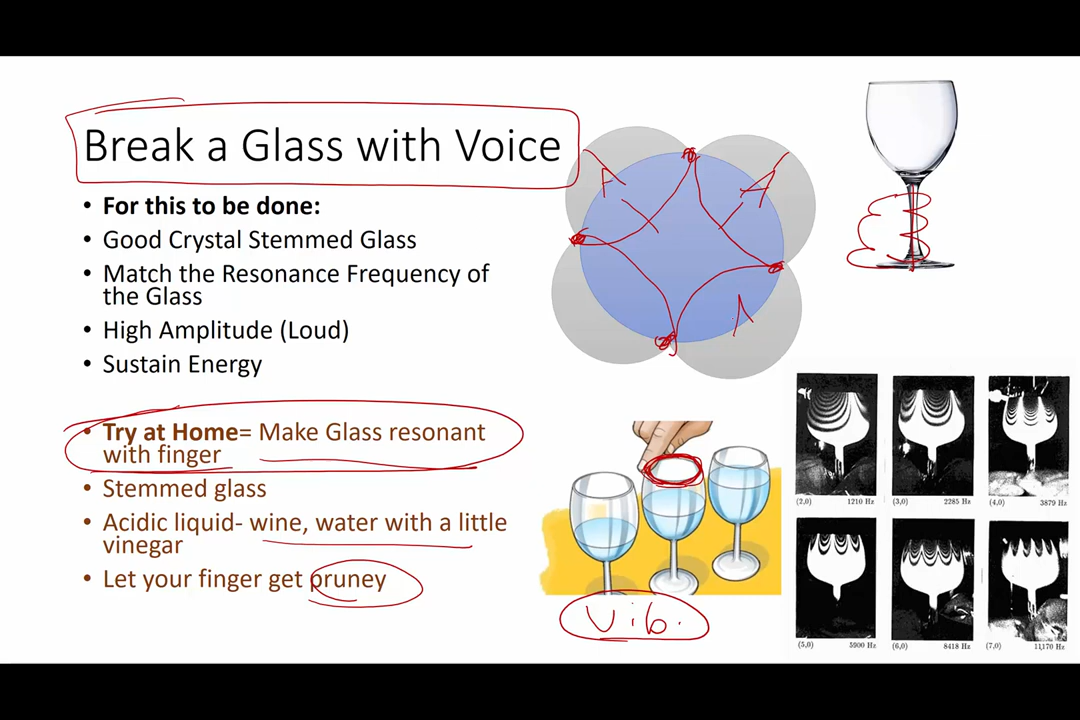 Break a Glass with Voice
• For this to be done:
• Good Crystal Stemmed Glass
• Match the Resonance Frequency of
the Glass
• High Amplitude (Loud)
• Sustain Energy
• Try at Home= Make Glass resonant
with finger
• Stemmed glass
• Acidic liquid- wine, water with a little
vinegar
• Let your finger get pruney
A A
Vib.
(2,0) 1210 Hz (3,0) 2285 Hz (4,0) 3879 Hz
(5,0) 5900 Hz (6,0) 8418 Hz (7,0) 11,170 Hz